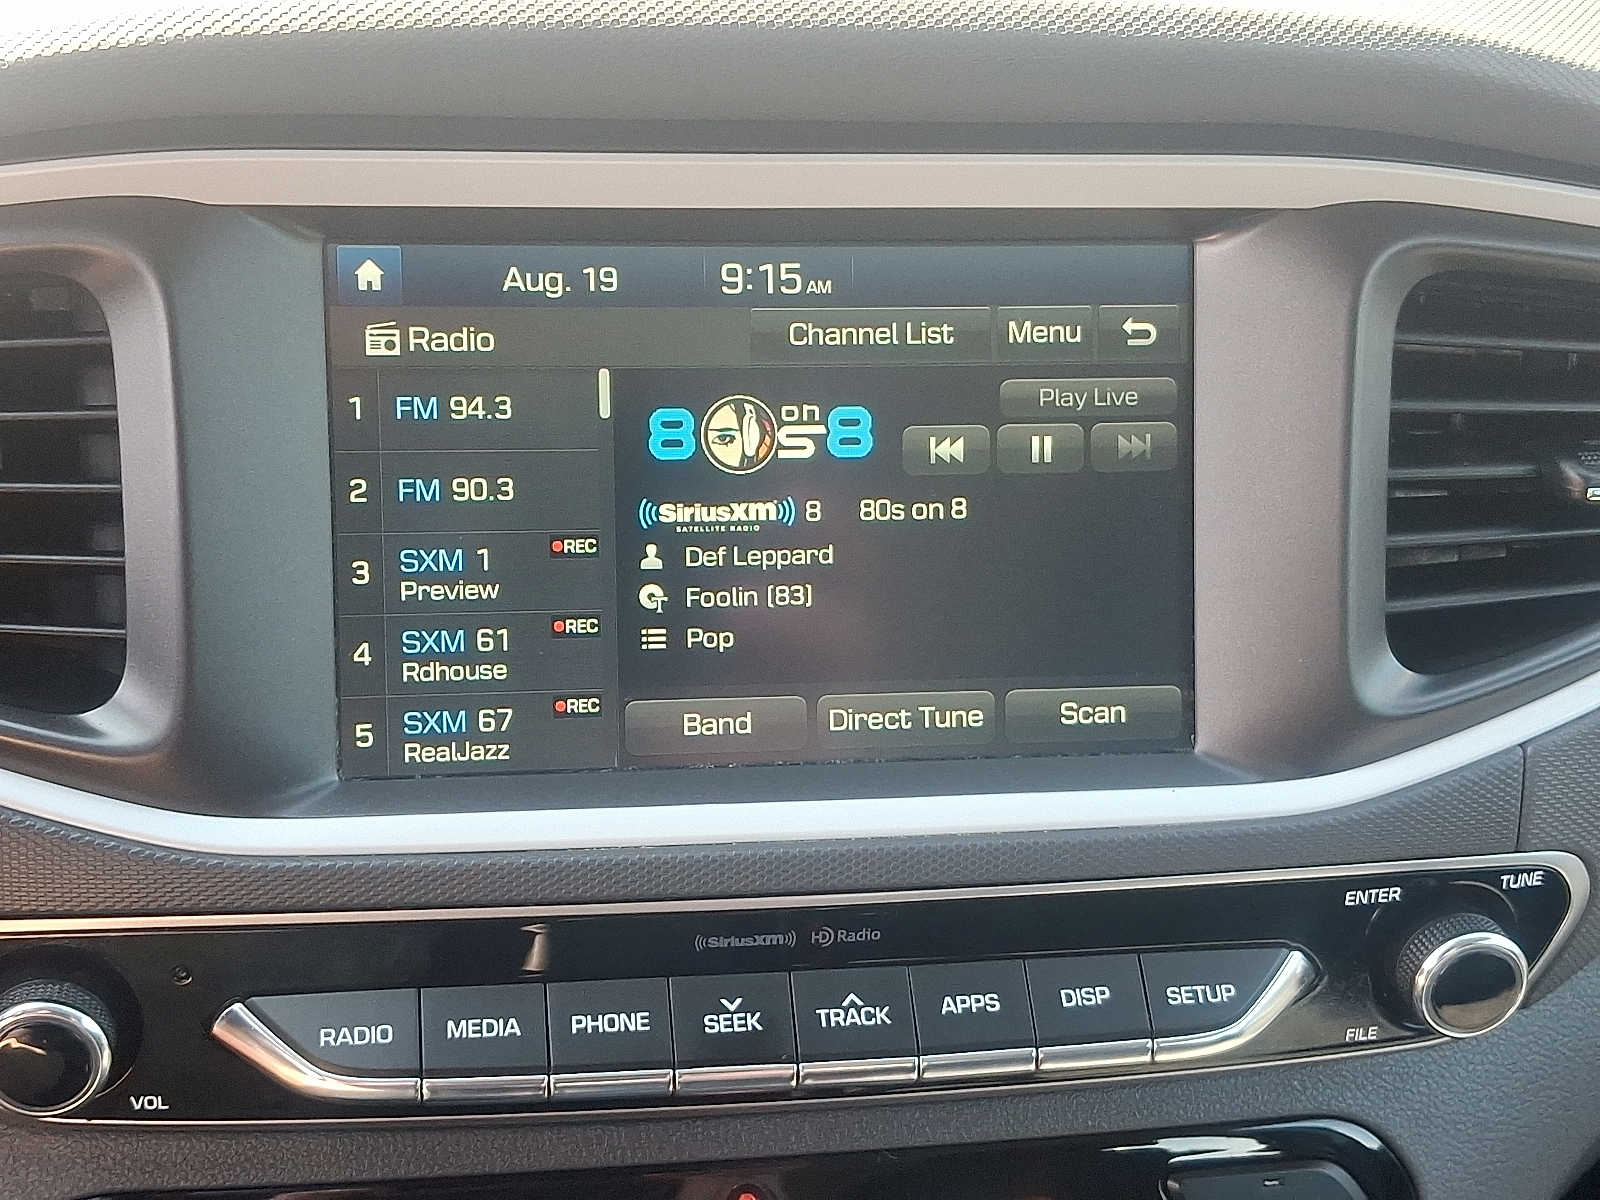 Aug. 19 9:15 AM
Radio Channel List Menu
1 FM 94.3
2 FM 90.3
3 SXM 1 REC
Preview
4 SXM 61 REC
Rdhouse
5 SXM 67 REC
RealJazz
80s on 8
Play Live
SiriusXM 8 80s on 8
SATELLITE RADIO
Def Leppard
Foolin (83)
Pop
Band Direct Tune Scan
SiriusXM HD Radio
ENTER TUNE
RADIO MEDIA PHONE SEEK TRACK APPS DISP SETUP
FILE
VOL